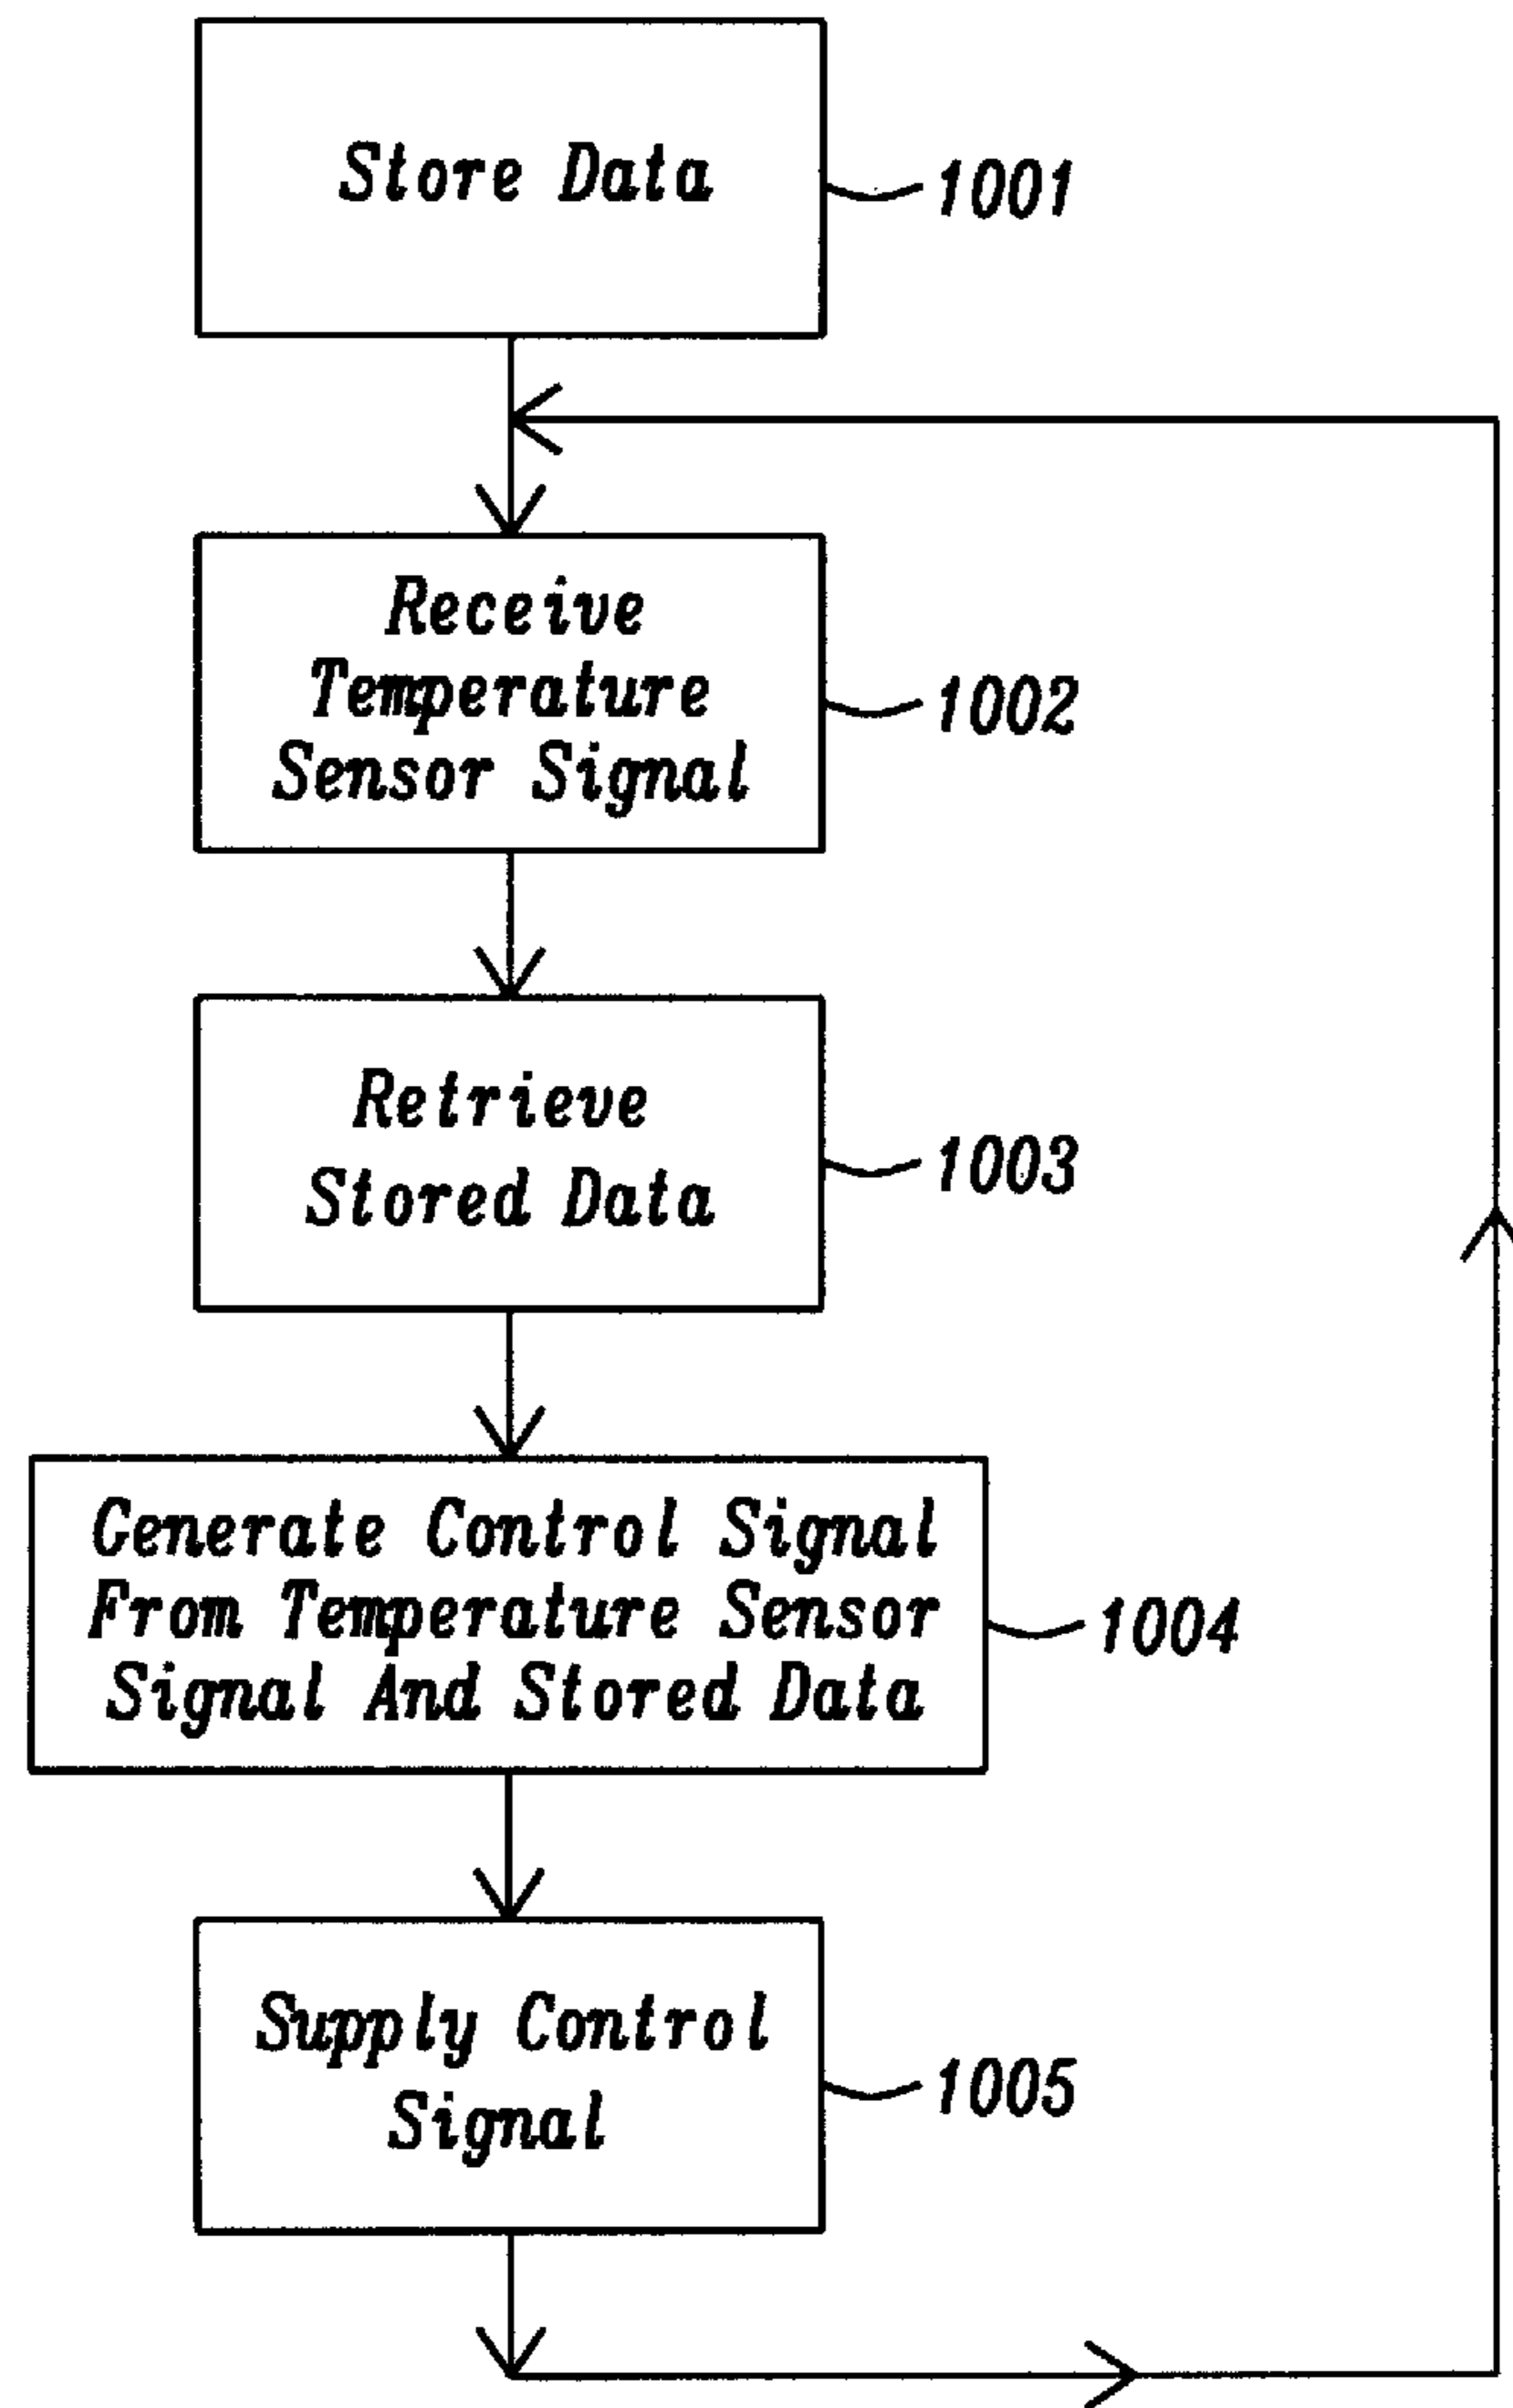 Store Data
1001
Receive
Temperature
Sensor Signal
1002
Retrieve
Stored Data
1003
Generate Control Signal
From Temperature Sensor
Signal And Stored Data
1004
Supply Control
Signal
1005